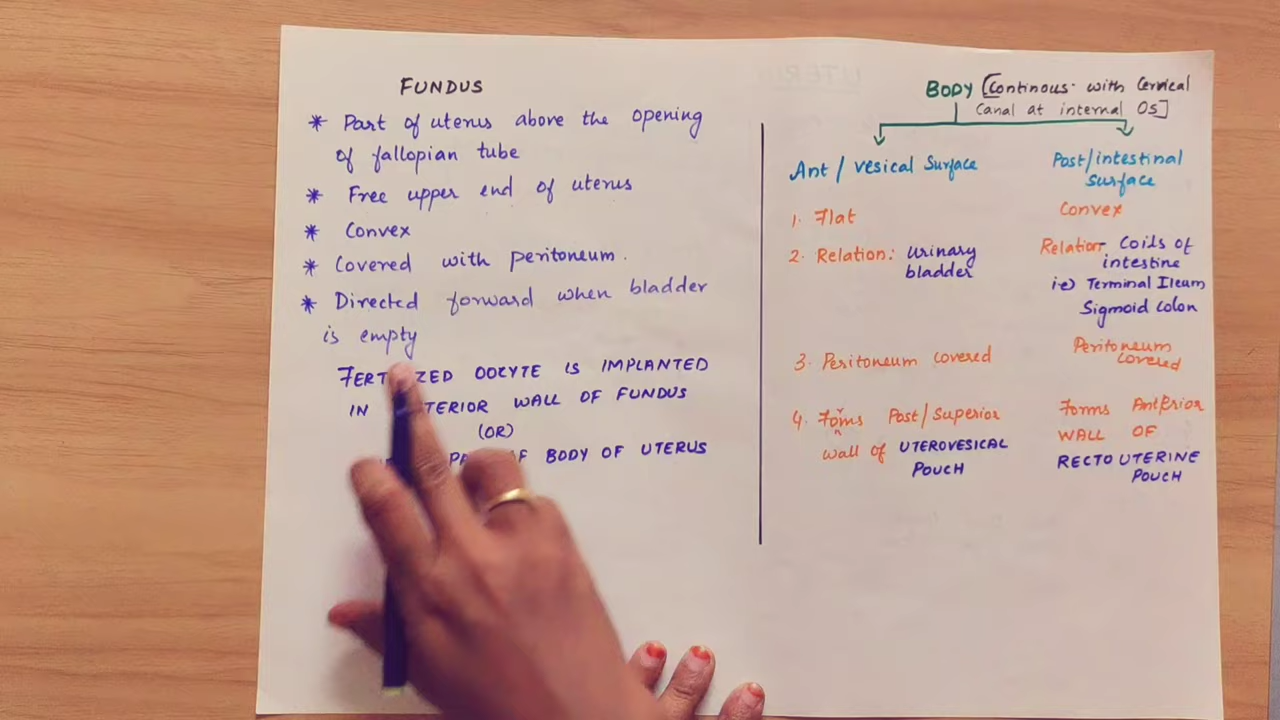 FUNDUS
* Part of uterus above the opening
of fallopian tube
* Free upper end of uterus
* Convex
* Covered with peritoneum.
* Directed forward when bladder
is empty
OOCYTE IS IMPLANTED
IN WALL OF FUNDUS
(OR)
OF BODY OF UTERUS
BODY [Continous with Cervical
Canal at internal OS]
Ant / Vesical Surface
1. Flat
2. Relation: Urinary
bladder
3. Peritoneum covered
4. Forms Post/Superior
wall of UTEROVESICAL
POUCH
Post/intestinal
Surface
Convex
Relation- Coils of
intestine
i.e) Terminal Ileum
Sigmoid colon
Peritoneum
covered
Forms Anterior
WALL OF
RECTOUTERINE
POUCH